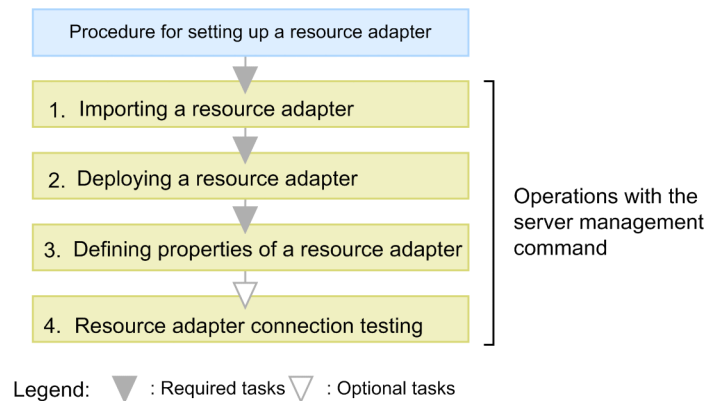 Procedure for setting up a resource adapter
1. Importing a resource adapter
2. Deploying a resource adapter
3. Defining properties of a resource adapter
4. Resource adapter connection testing
Operations with the
server management
command
Legend: : Required tasks : Optional tasks